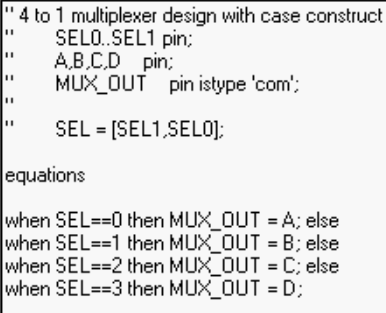 " 4 to 1 multiplexer design with case construct
" SEL0..SEL1 pin;
" A,B,C,D pin;
" MUX_OUT pin istype 'com';
"
" SEL = [SEL1,SEL0];
equations
when SEL==0 then MUX_OUT = A; else
when SEL==1 then MUX_OUT = B; else
when SEL==2 then MUX_OUT = C; else
when SEL==3 then MUX_OUT = D;